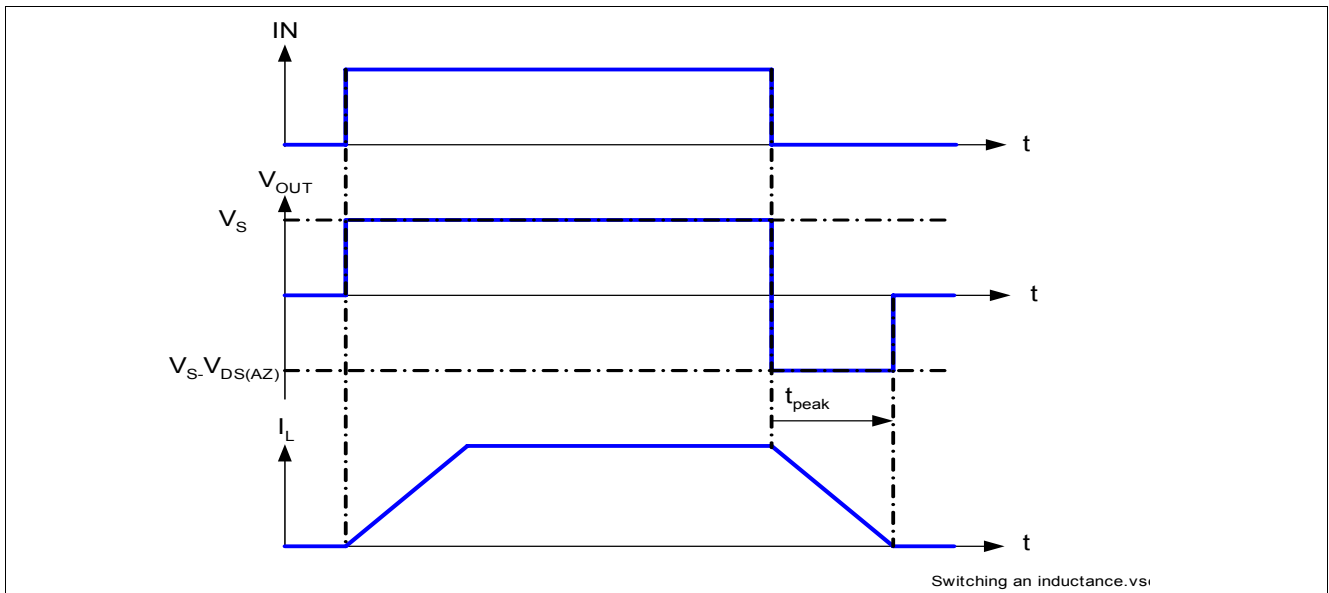 IN
t
V_OUT
V_S
t
V_S-V_DS(AZ)
t_peak
I_L
t
Switching an inductance.vs